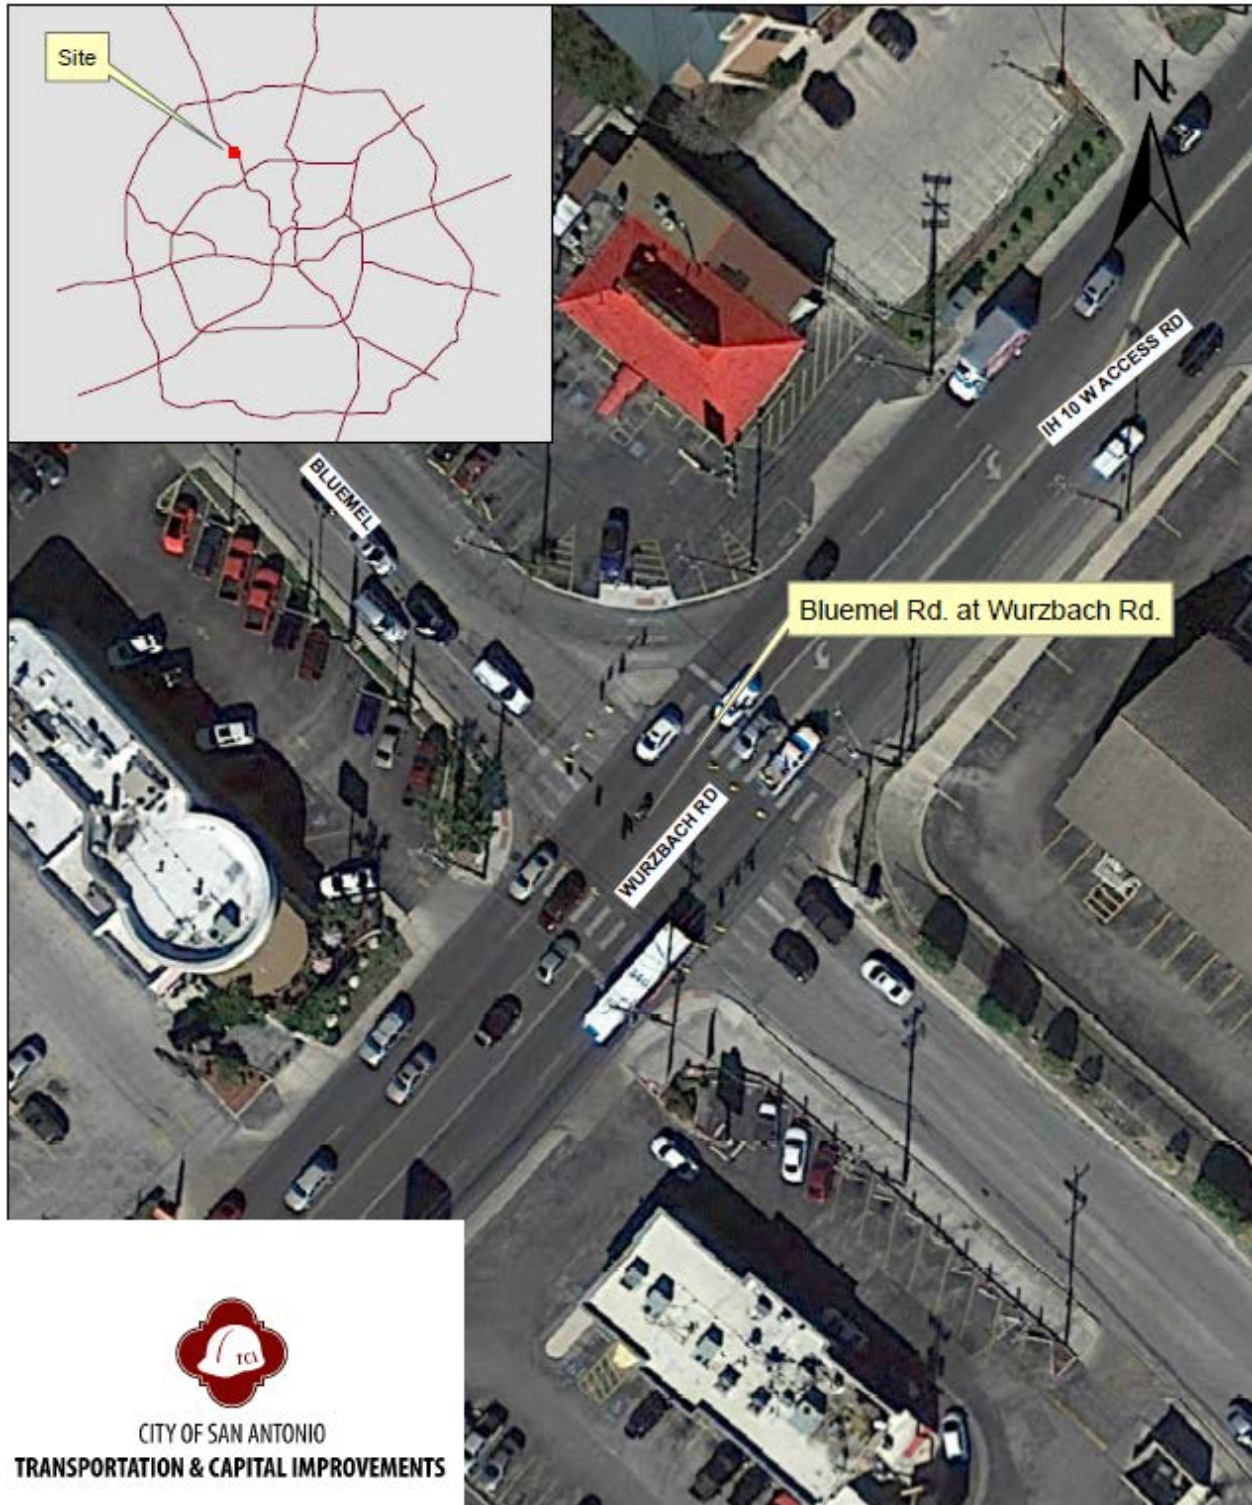 Site
N
IH 10 W ACCESS RD
BLUEMEL
Bluemel Rd. at Wurzbach Rd.
WURZBACH RD
TCI
CITY OF SAN ANTONIO
TRANSPORTATION & CAPITAL IMPROVEMENTS